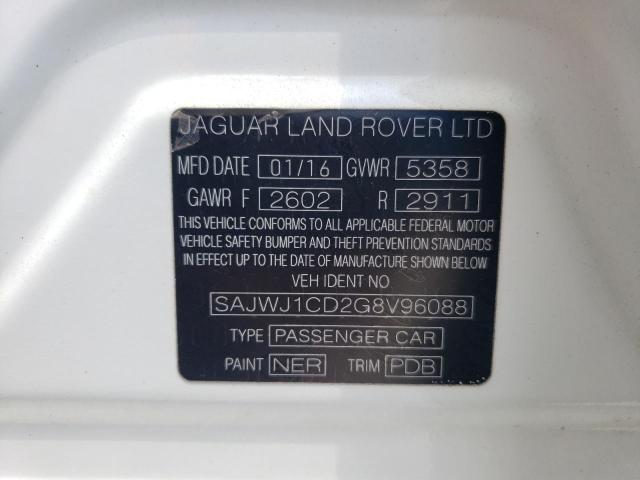 JAGUAR LAND ROVER LTD
MFD DATE 01/16 GVWR 5358
GAWR F 2602 R 2911
THIS VEHICLE CONFORMS TO ALL APPLICABLE FEDERAL MOTOR
VEHICLE SAFETY BUMPER AND THEFT PREVENTION STANDARDS
IN EFFECT UP TO THE DATE OF MANUFACTURE SHOWN BELOW
VEH IDENT NO
SAJWJ1CD2G8V96088
TYPE PASSENGER CAR
PAINT NER TRIM PDB